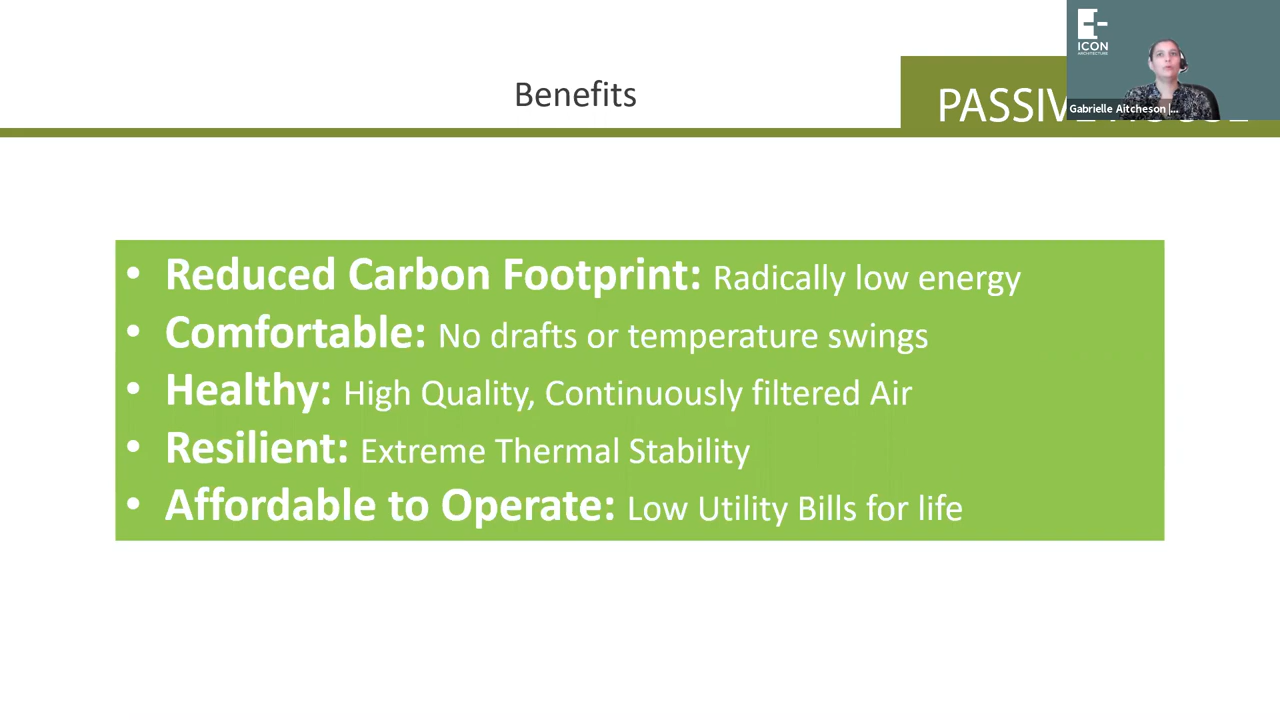 Benefits
PASSIV
ICON
ARCHITECTURE
Gabrielle Aitcheson |...
• Reduced Carbon Footprint: Radically low energy
• Comfortable: No drafts or temperature swings
• Healthy: High Quality, Continuously filtered Air
• Resilient: Extreme Thermal Stability
• Affordable to Operate: Low Utility Bills for life